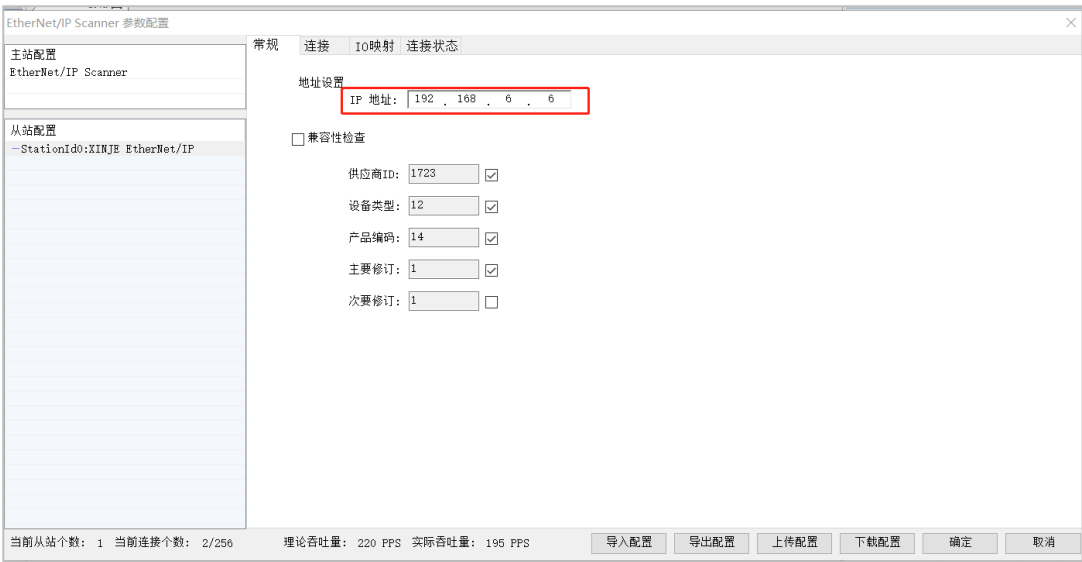 EtherNet/IP Scanner 参数配置
主站配置
EtherNet/IP Scanner
从站配置
StationId0:XINJE EtherNet/IP
常规 连接 IO映射 连接状态
地址设置
IP 地址: 192 . 168 . 6 . 6
兼容性检查
供应商ID: 1723
设备类型: 12
产品编码: 14
主要修订: 1
次要修订: 1
当前从站个数: 1 当前连接个数: 2/256 理论吞吐量: 220 PPS 实际吞吐量: 195 PPS 导入配置 导出配置 上传配置 下载配置 确定 取消